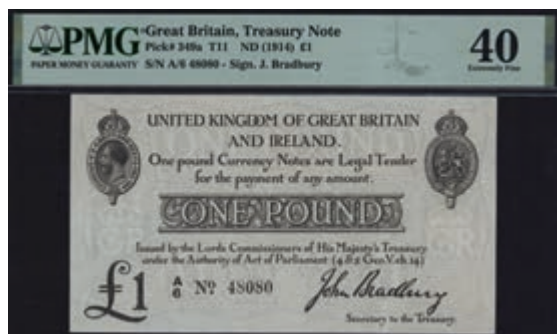 PMG
PAPER MONEY GUARANTY
Great Britain, Treasury Note
Pick# 349a T11 ND (1914) £1
S/N A/6 48080 - Sign. J. Bradbury
40
Extremely Fine
UNITED KINGDOM OF GREAT BRITAIN
AND IRELAND.
One pound Currency Notes are Legal Tender
for the payment of any amount.
ONE POUND
Issued by the Lords Commissioners of His Majesty's Treasury
under the Authority of Act of Parliament (4 & 5 Geo.V.ch.14)
£1 A/6 Nº 48080 John Bradbury
Secretary to the Treasury.